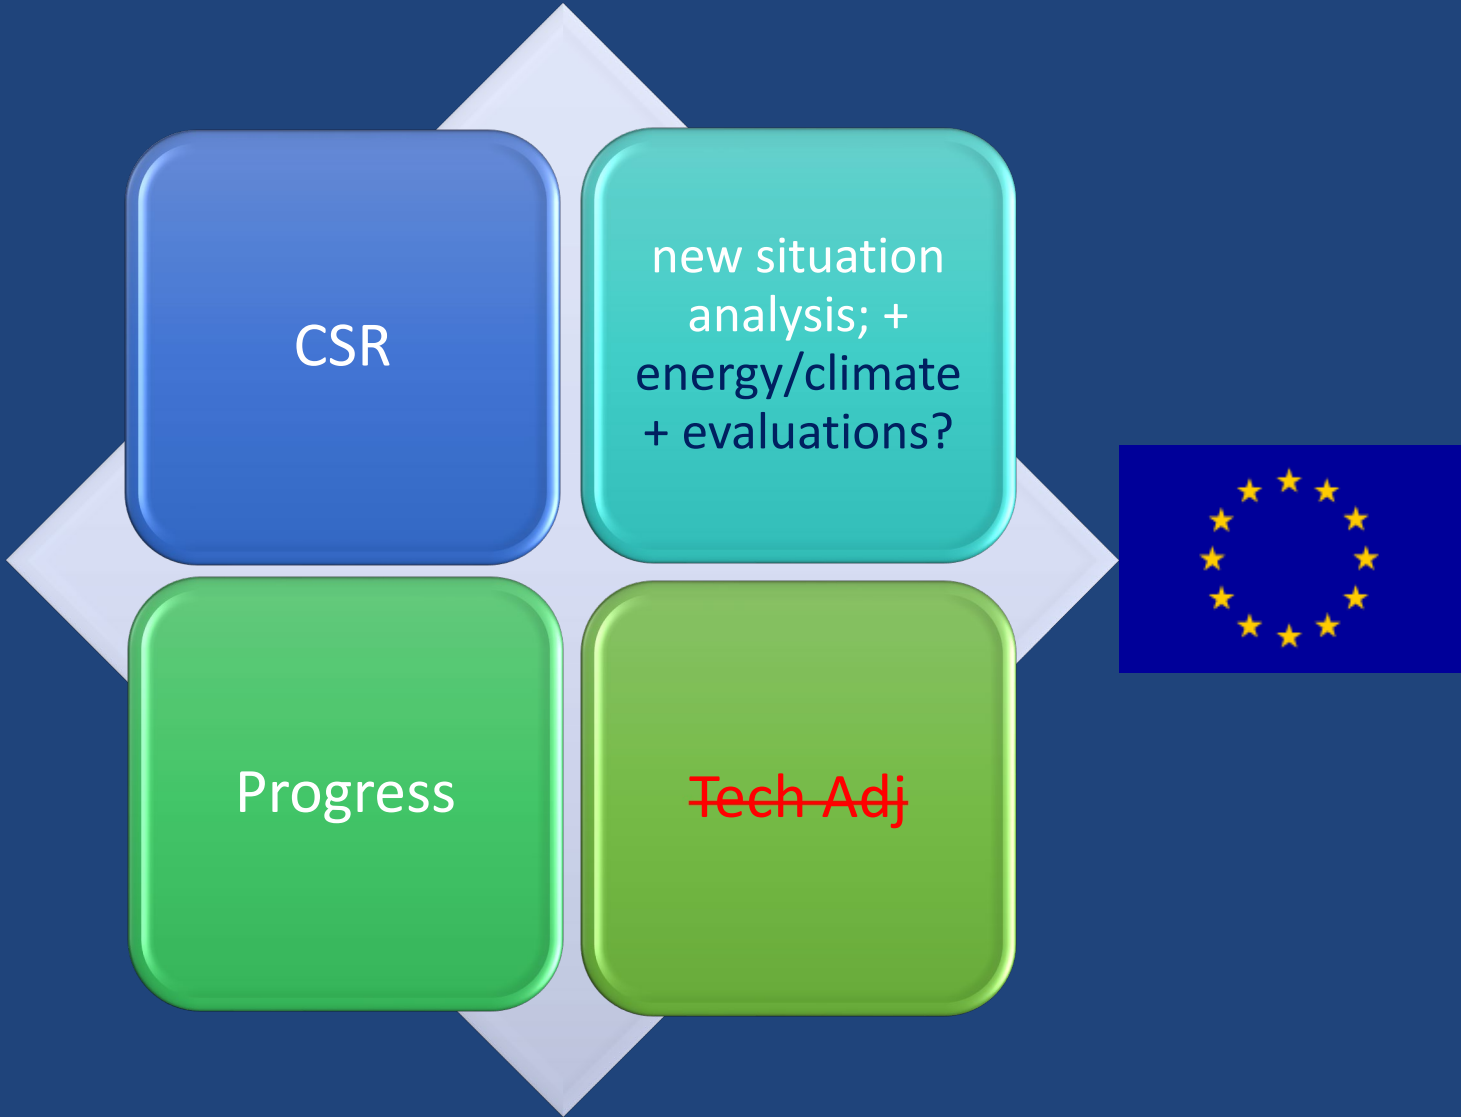 CSR
new situation
analysis; +
energy/climate
+ evaluations?
Progress
Tech Adj